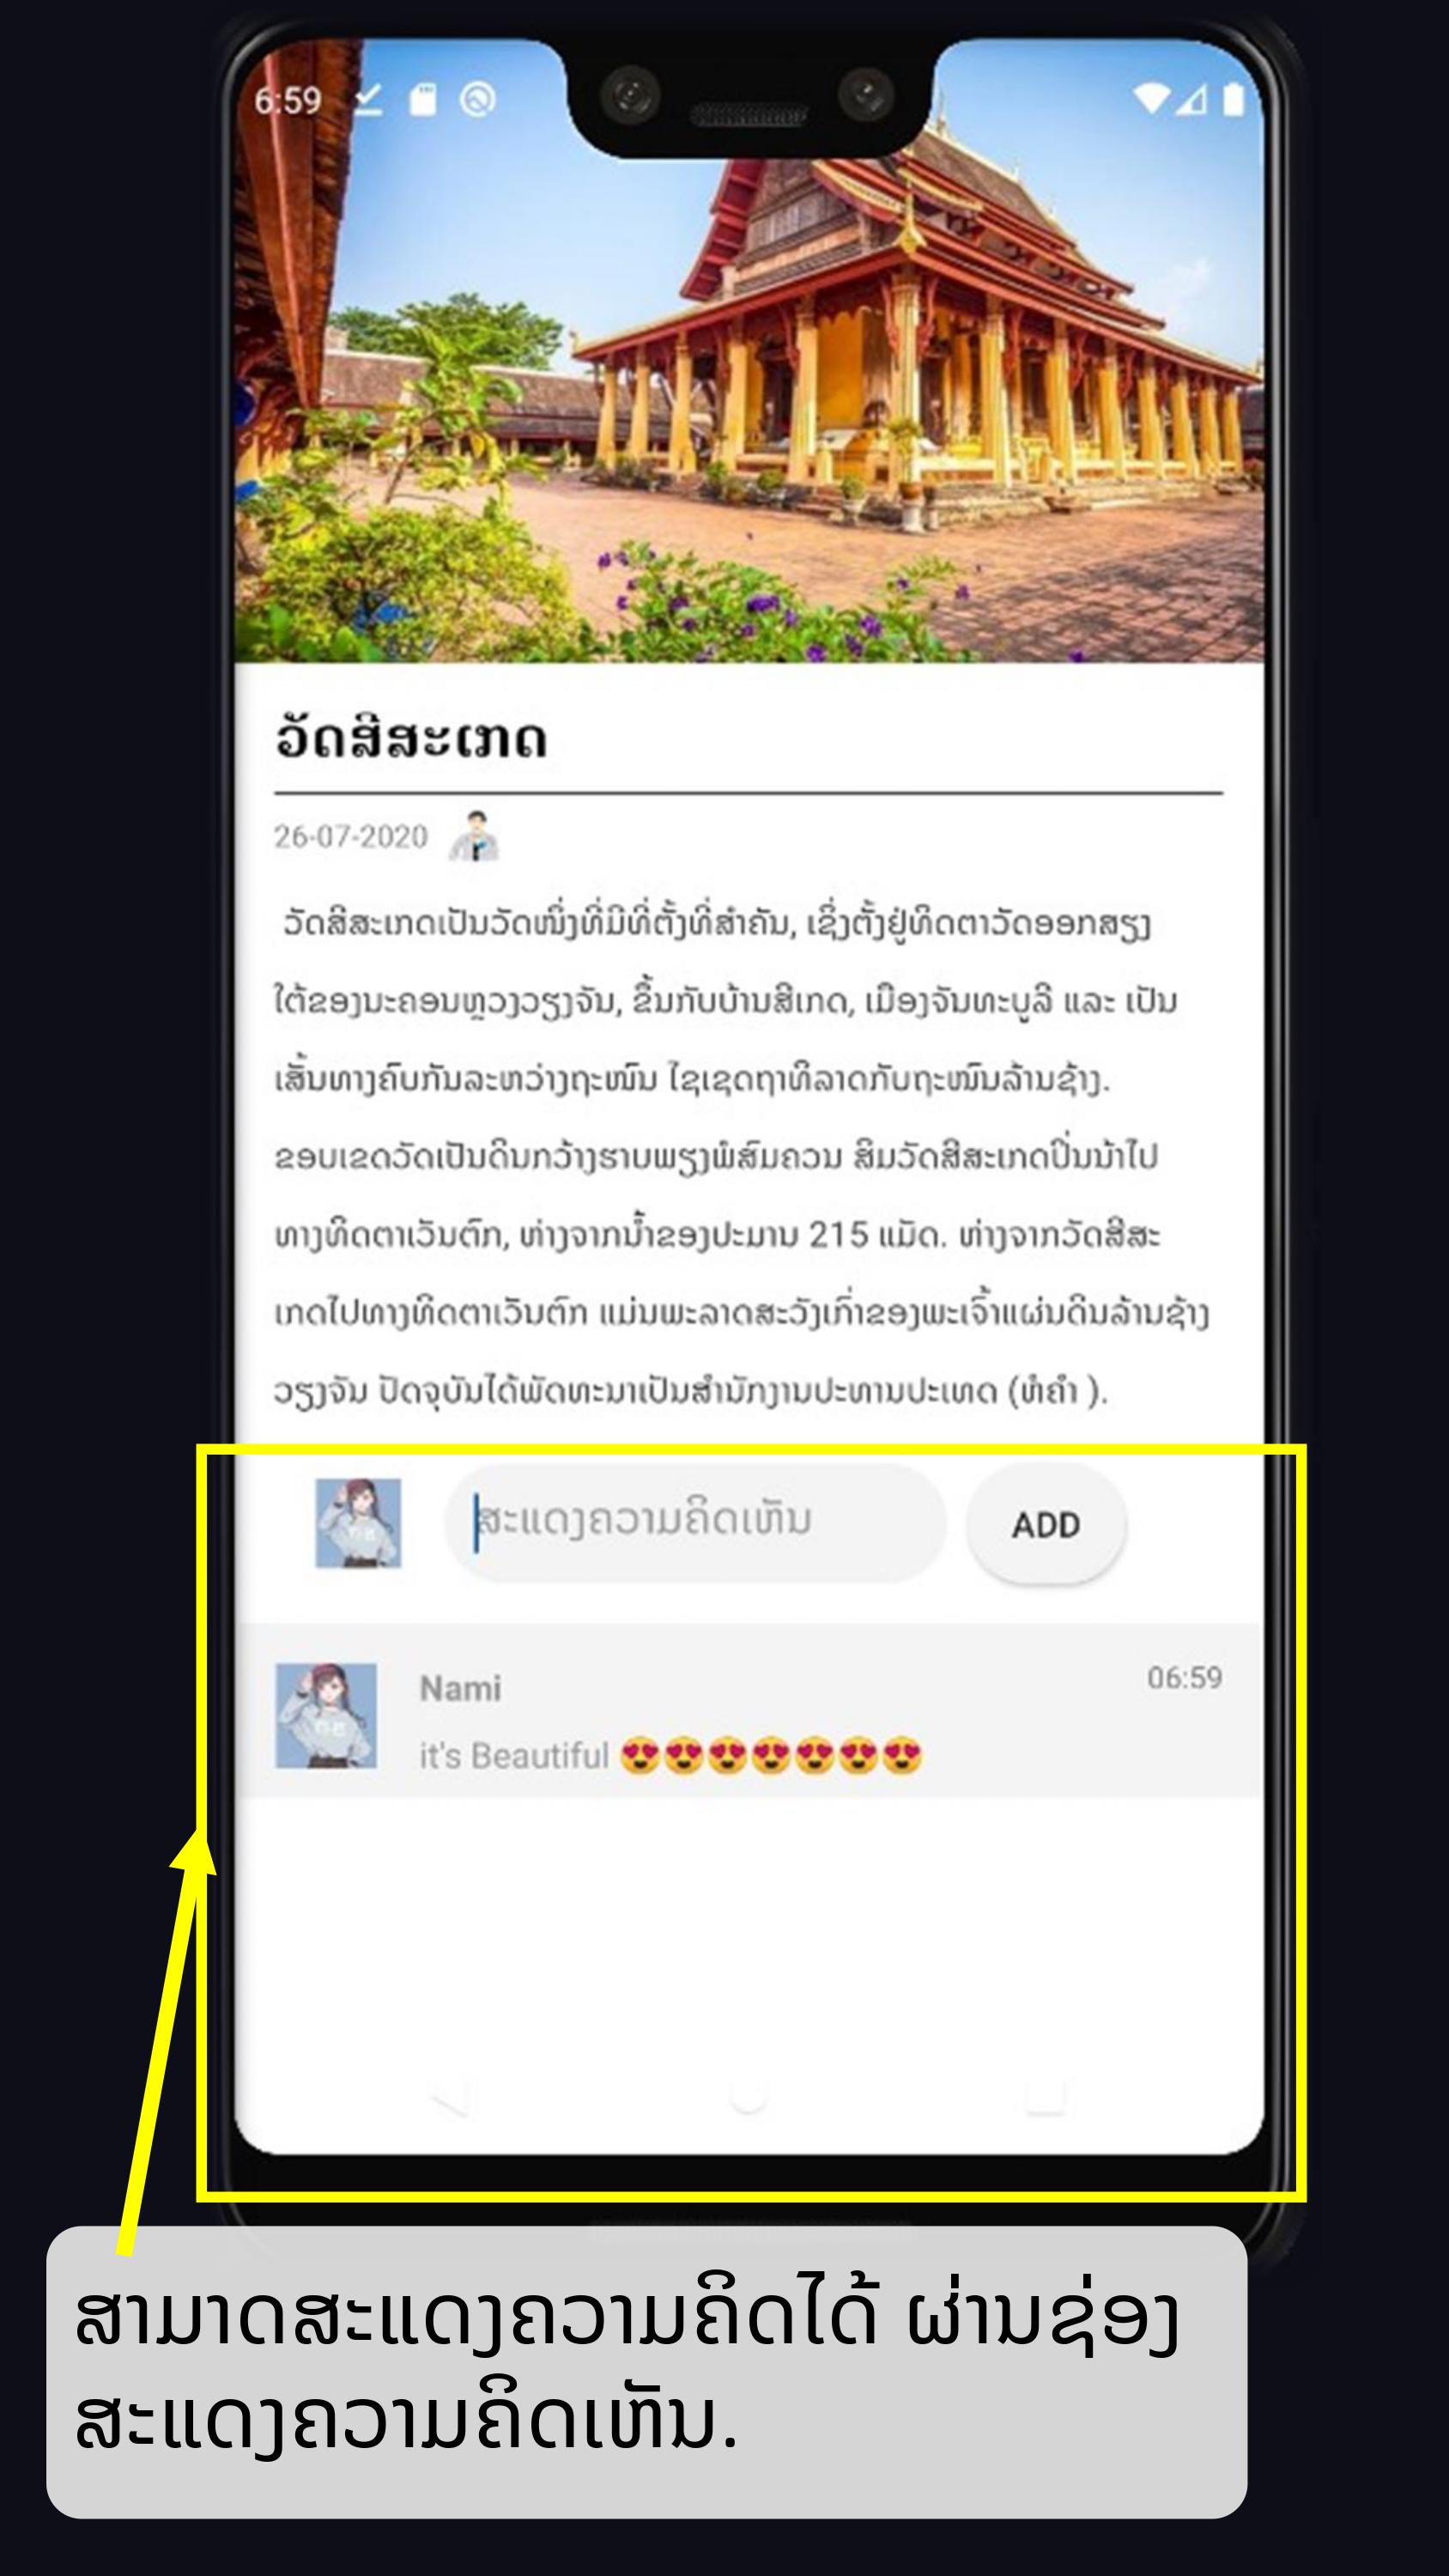 6:59
ວັດສີສະເກດ
26-07-2020
ວັດສີສະເກດເປັນວັດໜຶ່ງທີ່ມີທີ່ຕັ້ງທີ່ສຳຄັນ, ເຊິ່ງຕັ້ງຢູ່ທິດຕາວັດອອກສຽງ
ໃຕ້ຂອງນະຄອນຫຼວງວຽງຈັນ, ຂຶ້ນກັບບ້ານສີເກດ, ເມືອງຈັນທະບູລີ ແລະ ເປັນ
ເສັ້ນທາງຄົບກັນລະຫວ່າງຖະໜົນ ໄຊເຊດຖາທິລາດກັບຖະໜົນລ້ານຊ້າງ.
ຂອບເຂດວັດເປັນດິນກວ້າງຮາບພຽງພໍສົມຄວນ ສິມວັດສີສະເກດປິ່ນນ້າໄປ
ທາງທິດຕາເວັນຕົກ, ຫ່າງຈາກນ້ຳຂອງປະມານ 215 ແມັດ. ຫ່າງຈາກວັດສີສະ
ເກດໄປທາງທິດຕາເວັນຕົກ ແມ່ນພະລາດສະວັງເກົ່າຂອງພະເຈົ້າແຜ່ນດິນລ້ານຊ້າງ
ວຽງຈັນ ປັດຈຸບັນໄດ້ພັດທະນາເປັນສຳນັກງານປະທານປະເທດ (ຫໍຄຳ ).
ສະແດງຄວາມຄິດເຫັນ
ADD
Nami
06:59
it's Beautiful 😍😍😍😍😍😍😍
ສາມາດສະແດງຄວາມຄິດໄດ້ ຜ່ານຊ່ອງ
ສະແດງຄວາມຄິດເຫັນ.